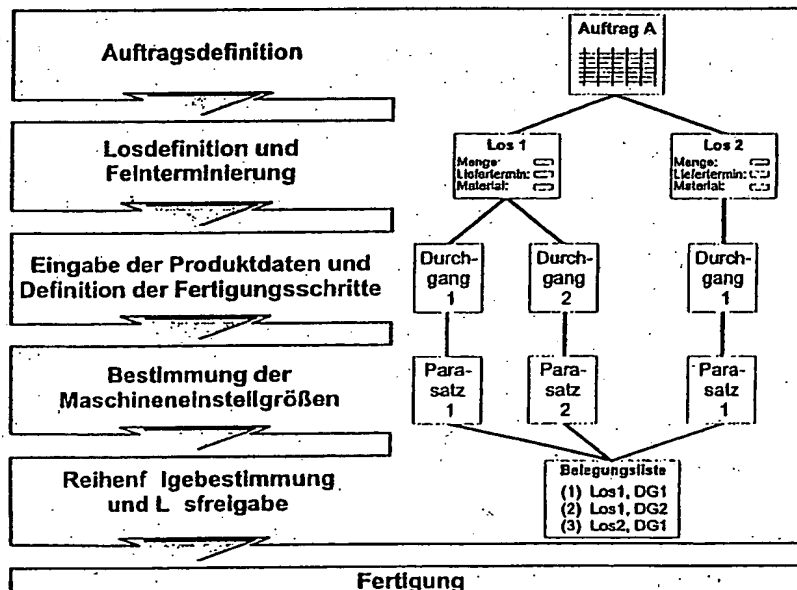 Auftragsdefinition
Auftrag A
Losdefinition und
Feinterminierung
Los 1
Menge:
Liefertermin:
Material:
Los 2
Menge:
Liefertermin:
Material:
Eingabe der Produktdaten und
Definition der Fertigungsschritte
Durch-
gang
1
Durch-
gang
2
Durch-
gang
1
Bestimmung der
Maschineneinstellgrößen
Para-
satz
1
Para-
satz
2
Para-
satz
1
Reihenf lgebestimmung
und L sfreigabe
Belegungsliste
(1) Los1, DG1
(2) Los1, DG2
(3) Los2, DG1
Fertigung